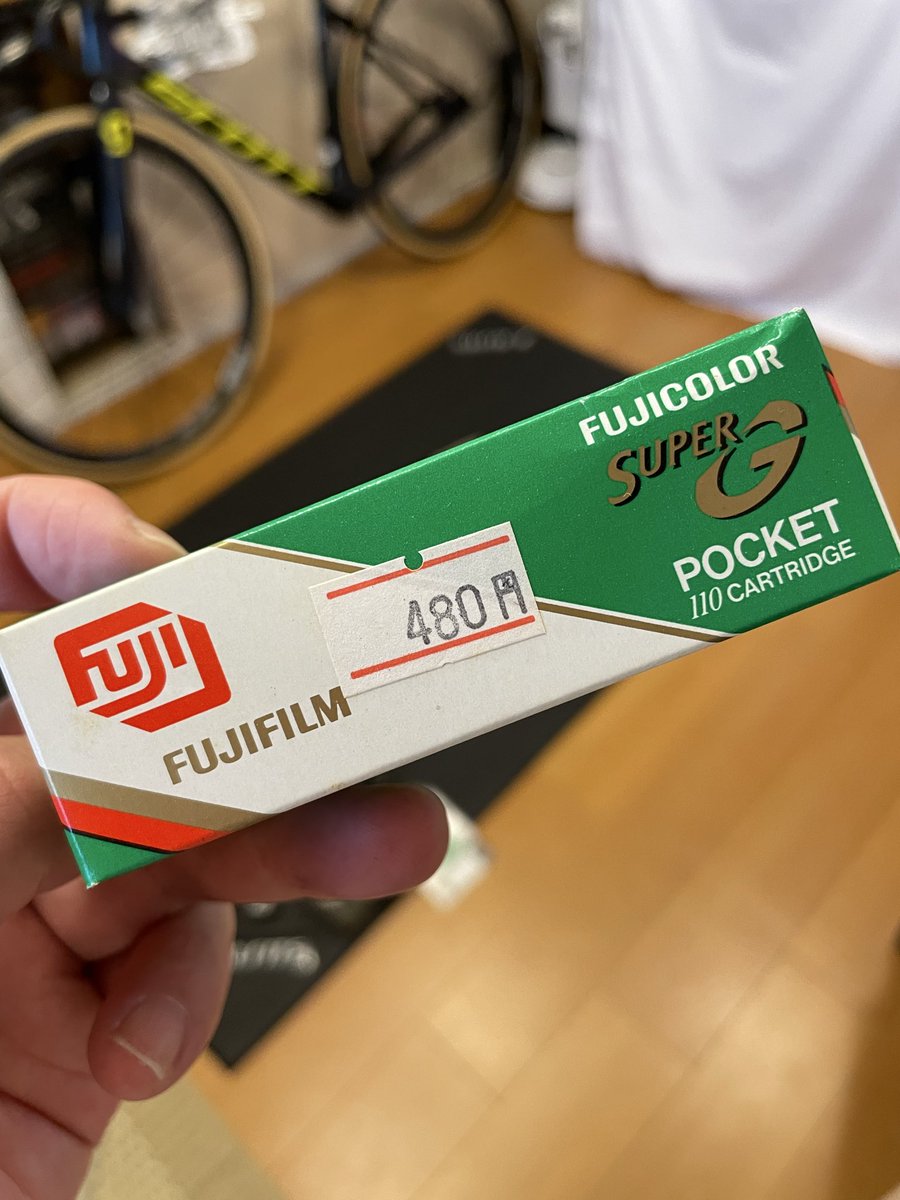 FUJICOLOR
SUPER G
POCKET
110 CARTRIDGE
480円
FUJI
FUJIFILM